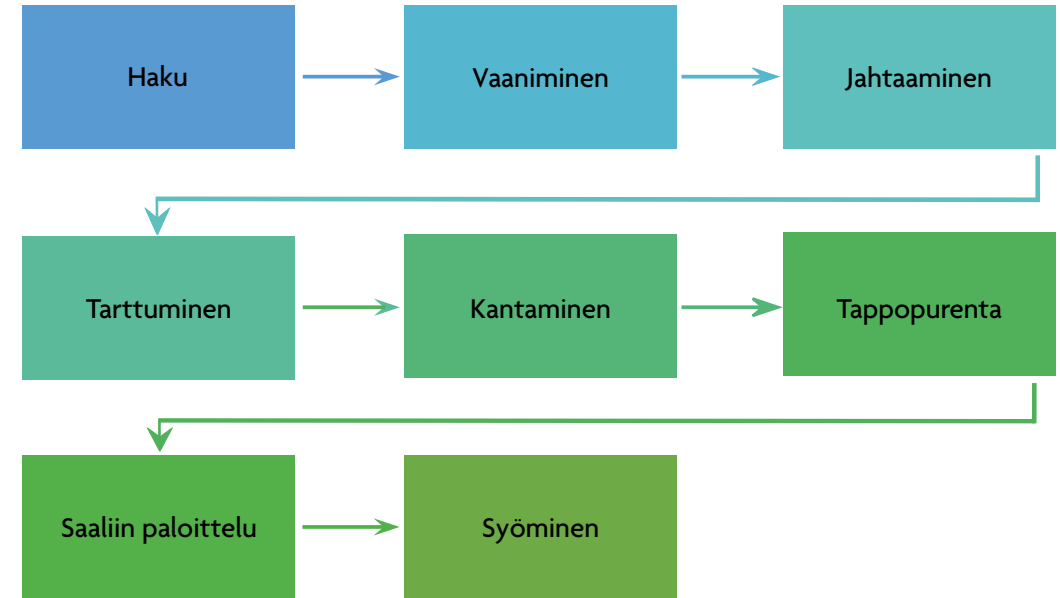 Haku
Vaaniminen
Jahtaaminen
Tarttuminen
Kantaminen
Tappopurenta
Saaliin paloittelu
Syöminen